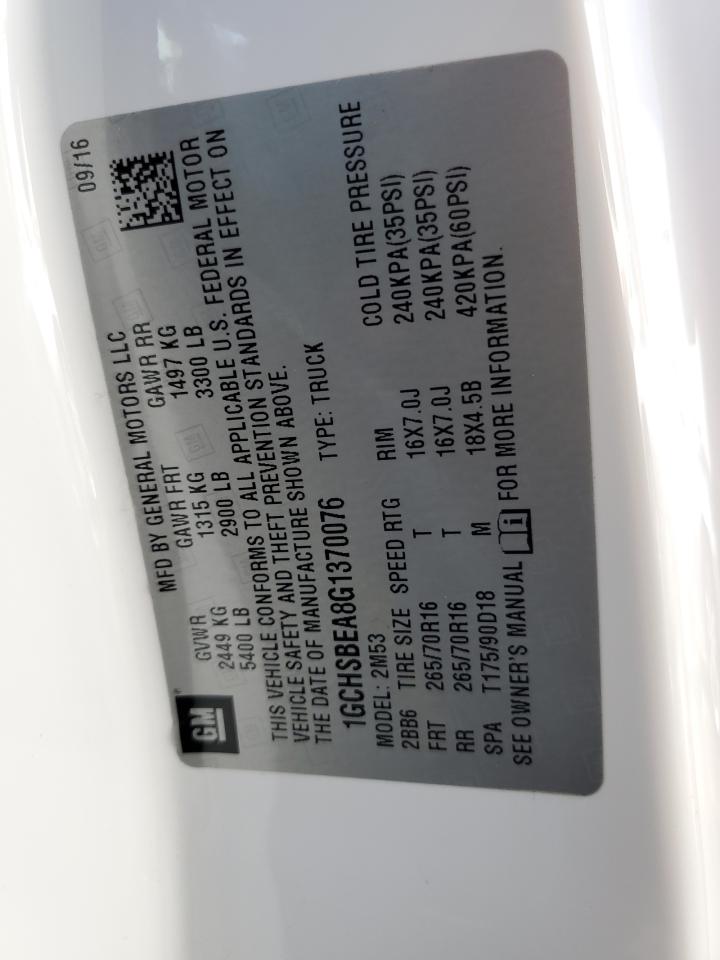 GM
MFD BY GENERAL MOTORS LLC 09/16
GVWR GAWR FRT GAWR RR
2449 KG 1315 KG 1497 KG
5400 LB 2900 LB 3300 LB
THIS VEHICLE CONFORMS TO ALL APPLICABLE U.S. FEDERAL MOTOR
VEHICLE SAFETY AND THEFT PREVENTION STANDARDS IN EFFECT ON
THE DATE OF MANUFACTURE SHOWN ABOVE.
1GCHSBEA8G1370076 TYPE: TRUCK
MODEL: 2M53
2BB6 TIRE SIZE SPEED RTG RIM COLD TIRE PRESSURE
FRT 265/70R16 T 16X7.0J 240KPA(35PSI)
RR 265/70R16 T 16X7.0J 240KPA(35PSI)
SPA T175/90D18 M 18X4.5B 420KPA(60PSI)
SEE OWNER'S MANUAL FOR MORE INFORMATION.